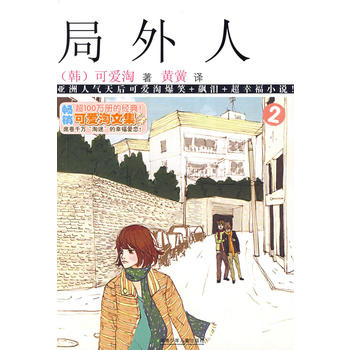 局外人
（韩）可爱淘 著 黄黉 译
亚洲人气天后可爱淘爆笑+飙泪+超幸福小说!
畅销
超100万册的经典!
可爱淘文集
席卷千万“淘迷”的幸福爱恋!
2